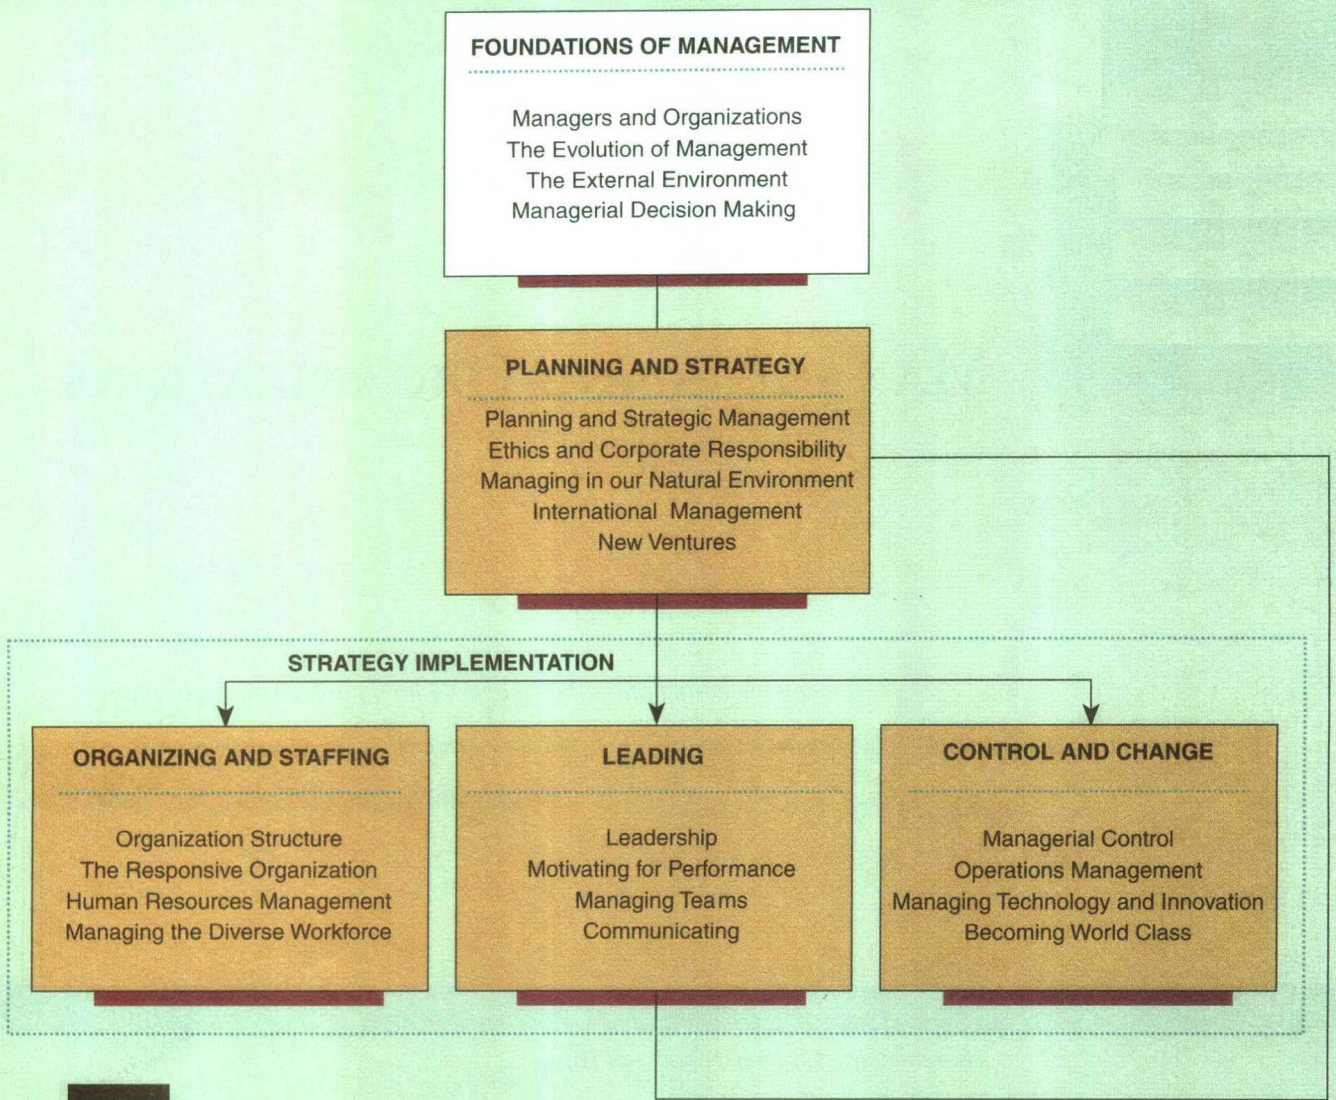 FOUNDATIONS OF MANAGEMENT
Managers and Organizations
The Evolution of Management
The External Environment
Managerial Decision Making
PLANNING AND STRATEGY
Planning and Strategic Management
Ethics and Corporate Responsibility
Managing in our Natural Environment
International Management
New Ventures
STRATEGY IMPLEMENTATION
ORGANIZING AND STAFFING
Organization Structure
The Responsive Organization
Human Resources Management
Managing the Diverse Workforce
LEADING
Leadership
Motivating for Performance
Managing Teams
Communicating
CONTROL AND CHANGE
Managerial Control
Operations Management
Managing Technology and Innovation
Becoming World Class